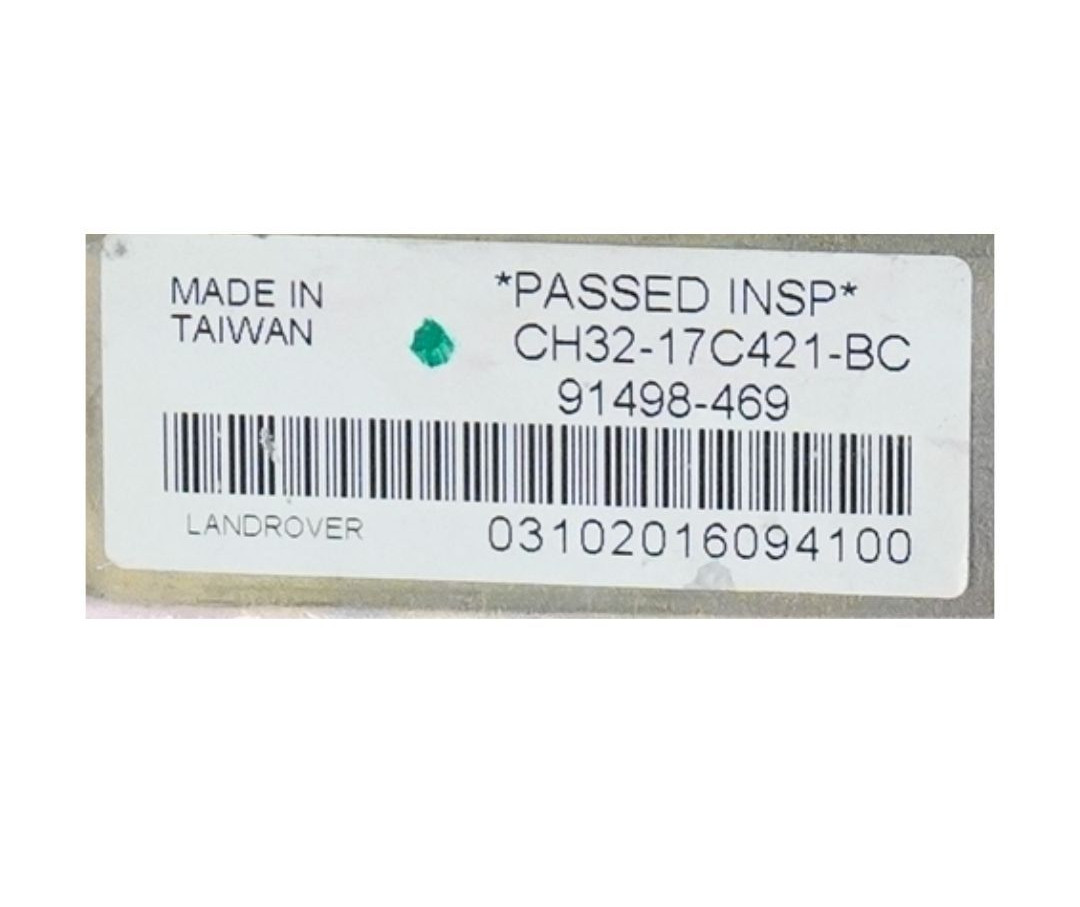 MADE IN
TAIWAN
*PASSED INSP*
CH32-17C421-BC
91498-469
LANDROVER
03102016094100